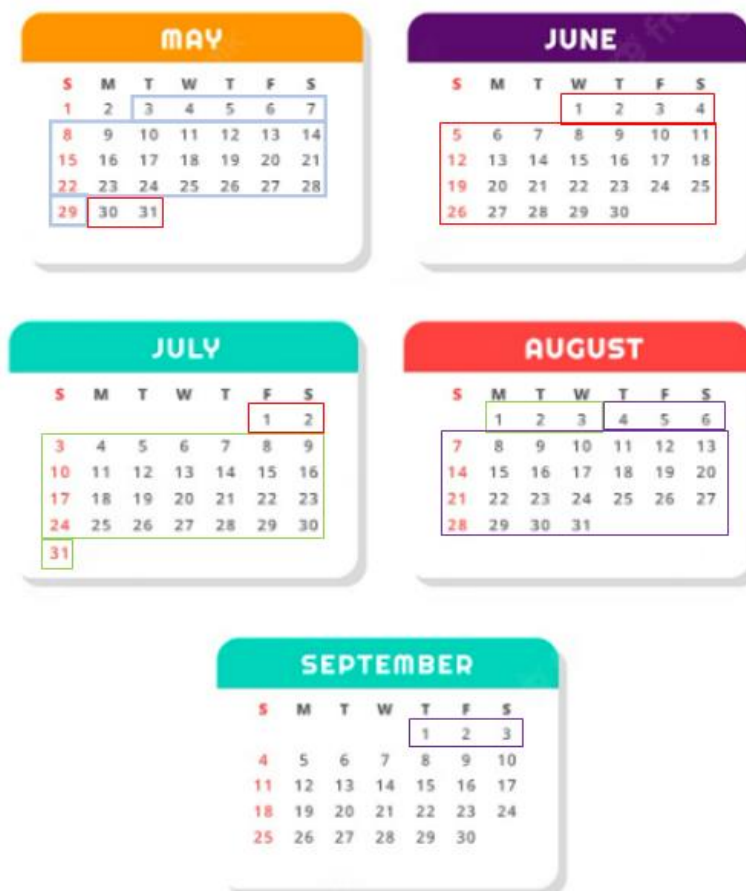 MAY
S M T W T F S
1 2 3 4 5 6 7
8 9 10 11 12 13 14
15 16 17 18 19 20 21
22 23 24 25 26 27 28
29 30 31
JUNE
S M T W T F S
1 2 3 4
5 6 7 8 9 10 11
12 13 14 15 16 17 18
19 20 21 22 23 24 25
26 27 28 29 30
JULY
S M T W T F S
1 2
3 4 5 6 7 8 9
10 11 12 13 14 15 16
17 18 19 20 21 22 23
24 25 26 27 28 29 30
31
AUGUST
S M T W T F S
1 2 3 4 5 6
7 8 9 10 11 12 13
14 15 16 17 18 19 20
21 22 23 24 25 26 27
28 29 30 31
SEPTEMBER
S M T W T F S
1 2 3
4 5 6 7 8 9 10
11 12 13 14 15 16 17
18 19 20 21 22 23 24
25 26 27 28 29 30